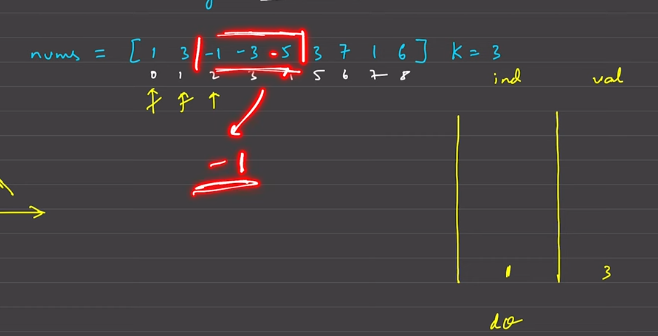 nums = [ 1 3 -1 -3 -5 3 7 1 6 ] K = 3
0 1 2 3 4 5 6 7 8
ind val
-1
1 3
dq